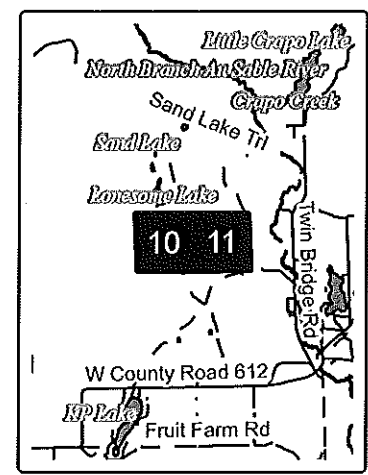 Little Crapo Lake
North Branch Au Sable River
Crapo Creek
Sand Lake Trl
Sand Lake
Lonesome Lake
Twin Bridge Rd
10 11
W County Road 612
KP Lake
Fruit Farm Rd